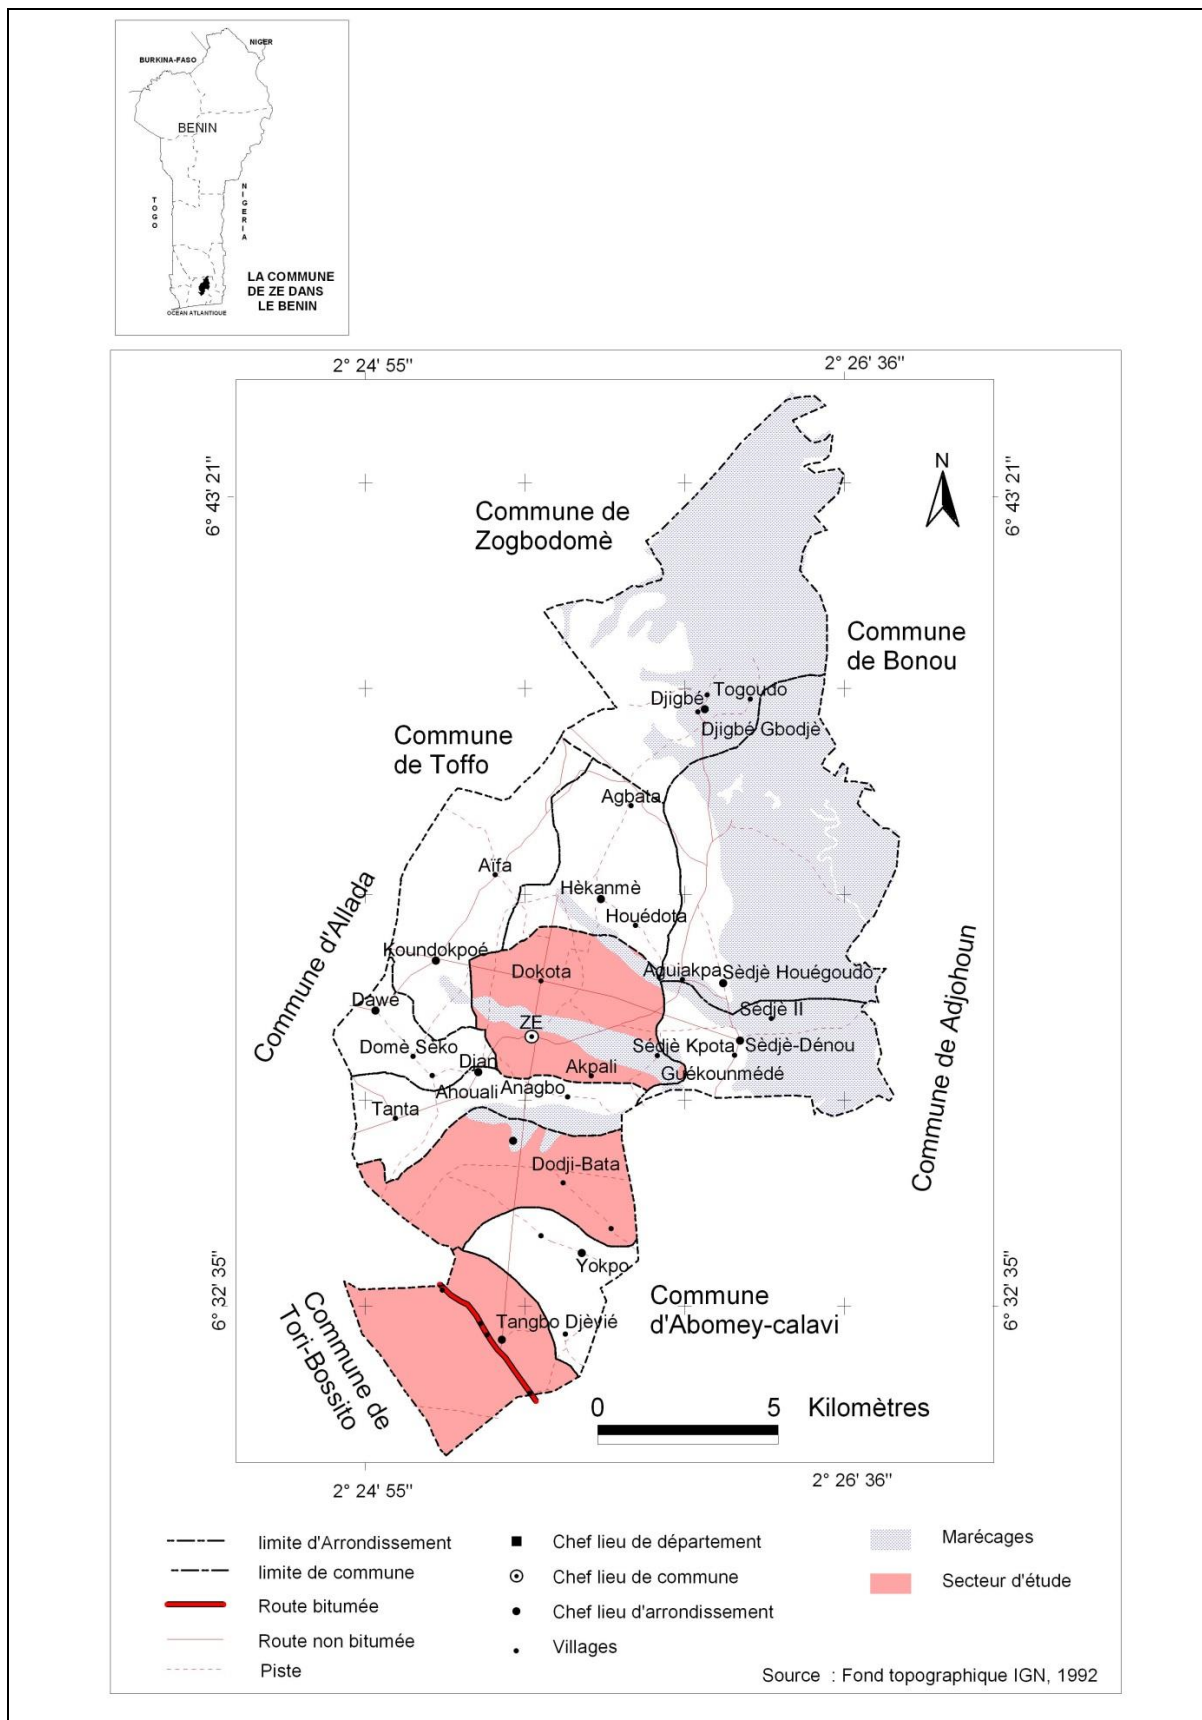 NIGER
BURKINA-FASO
BENIN
TOGO
NIGERIA
LA COMMUNE
DE ZE DANS
LE BENIN
OCEAN ATLANTIQUE
2° 24' 55"
2° 26' 36"
6° 43' 21"
6° 43' 21"
N
Commune de
Zogbodomè
Commune
de Bonou
Djigbé
Togoudo
Djigbé Gbodjè
Commune
de Toffo
Agbata
Aïfa
Commune d'Allada
Hèkanmè
Houédota
Koundokpoé
Dokota
Aguiakpa
Sèdjè Houégoudo
Dawé
Sédjè II
ZE
Domè Sèko
Sèdjè Kpota
Sèdjè-Dénou
Djan
Akpali
Guékounmédé
Ahouali
Anagbo
Tanta
Commune de Adjohoun
Dodji-Bata
Yokpo
6° 32' 35"
6° 32' 35"
Commune de
Tori-Bossito
Commune
d'Abomey-calavi
Tangbo Djèvié
0 5 Kilomètres
2° 24' 55"
2° 26' 36"
limite d'Arrondissement
limite de commune
Route bitumée
Route non bitumée
Piste
Chef lieu de département
Chef lieu de commune
Chef lieu d'arrondissement
Villages
Marécages
Secteur d'étude
Source : Fond topographique IGN, 1992